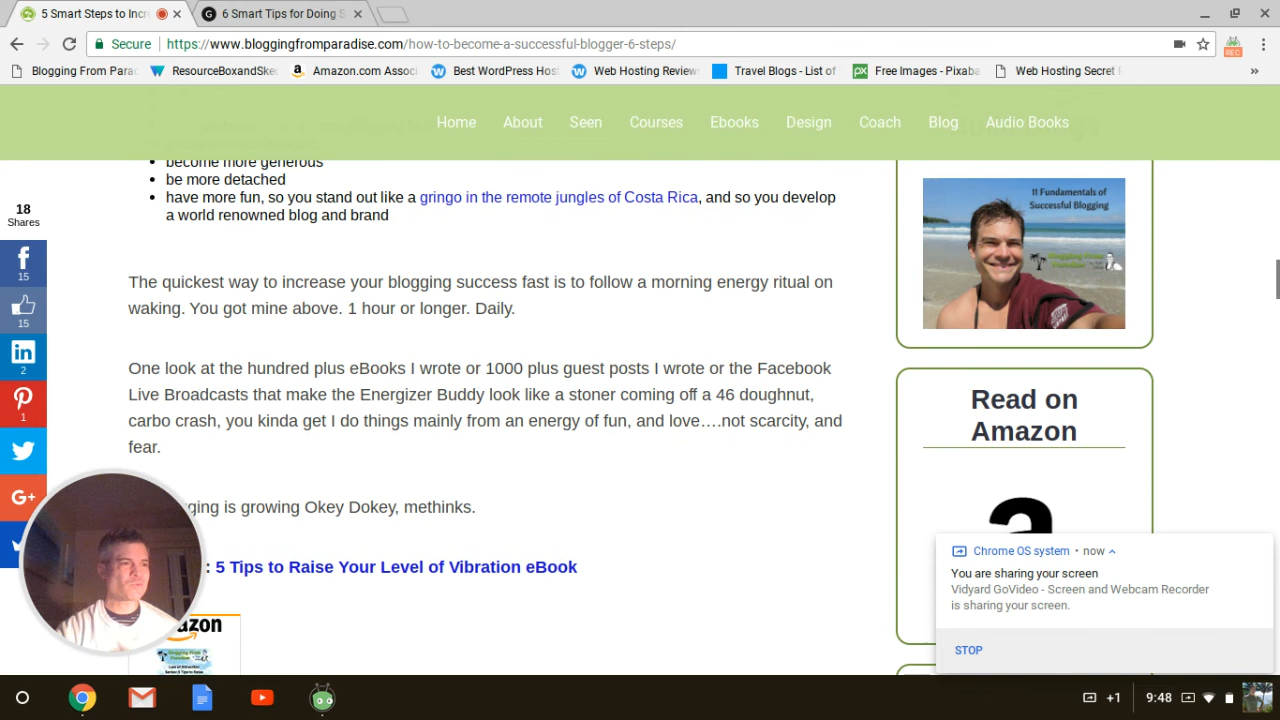 5 Smart Steps to Incr
6 Smart Tips for Doing S
Secure
https://www.bloggingfromparadise.com/how-to-become-a-successful-blogger-6-steps/
REC
Blogging From Parad
ResourceBoxandSke
Amazon.com Associ
Best WordPress Hos
Web Hosting Review
Travel Blogs - List of
Free Images - Pixaba
Web Hosting Secret
Home About Seen Courses Ebooks Design Coach Blog Audio Books
become more generous
be more detached
have more fun, so you stand out like a gringo in the remote jungles of Costa Rica, and so you develop
a world renowned blog and brand
18
Shares
15
15
2
1
The quickest way to increase your blogging success fast is to follow a morning energy ritual on
waking. You got mine above. 1 hour or longer. Daily.
One look at the hundred plus eBooks I wrote or 1000 plus guest posts I wrote or the Facebook
Live Broadcasts that make the Energizer Buddy look like a stoner coming off a 46 doughnut,
carbo crash, you kinda get I do things mainly from an energy of fun, and love….not scarcity, and
fear.
ging is growing Okey Dokey, methinks.
: 5 Tips to Raise Your Level of Vibration eBook
azon
11 Fundamentals of
Successful Blogging
Blogging From
Paradise
Read on
Amazon
a
Chrome OS system • now
You are sharing your screen
Vidyard GoVideo - Screen and Webcam Recorder
is sharing your screen.
STOP
+1
9:48